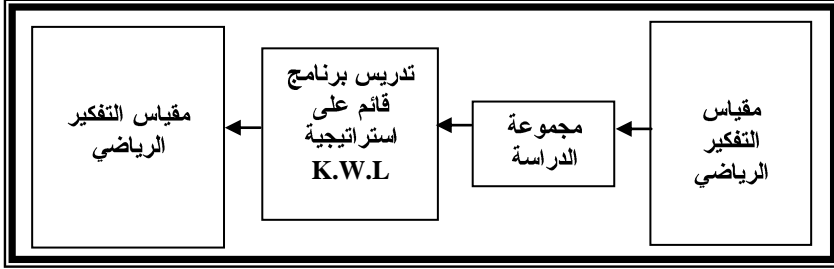 مقياس
التفكير
الرياضي
مجموعة
الدراسة
تدريس برنامج
قائم على
استراتيجية
K.W.L
مقياس التفكير
الرياضي